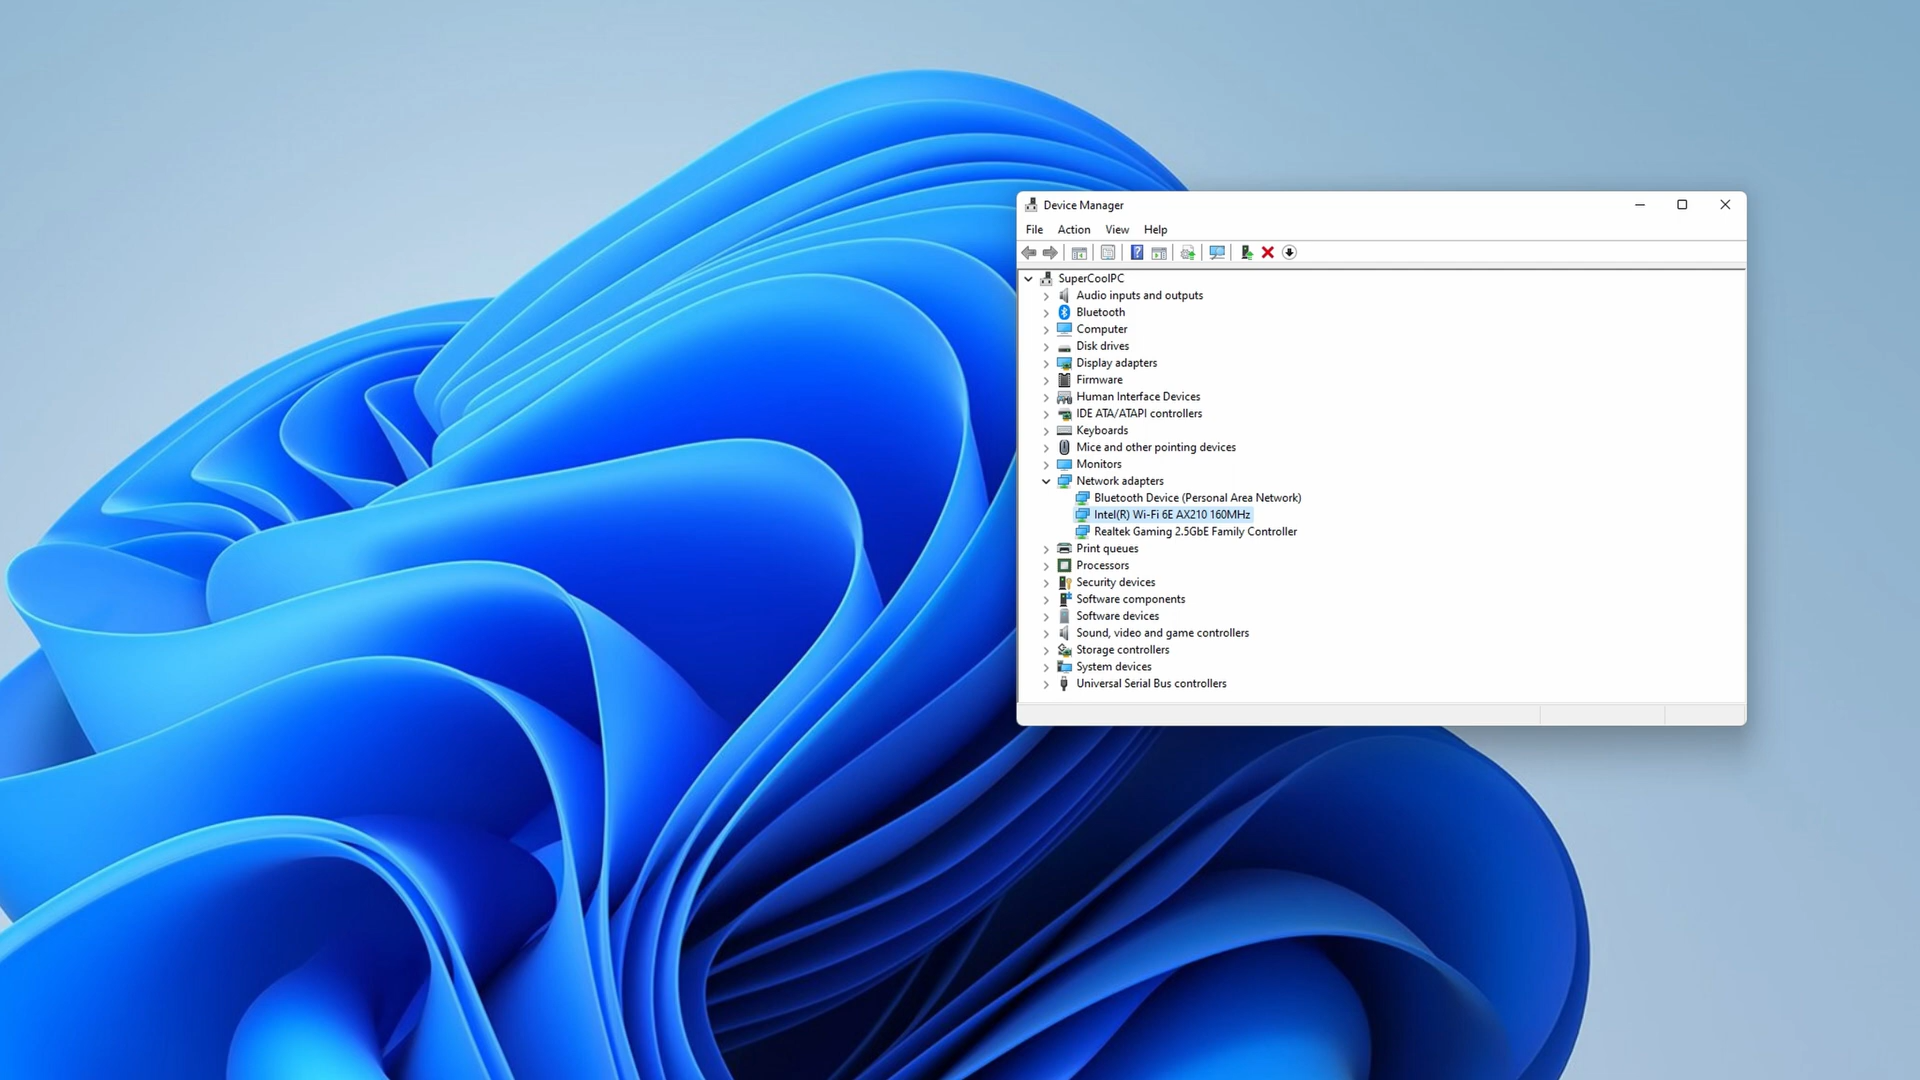 Device Manager
File Action View Help
SuperCoolPC
Audio inputs and outputs
Bluetooth
Computer
Disk drives
Display adapters
Firmware
Human Interface Devices
IDE ATA/ATAPI controllers
Keyboards
Mice and other pointing devices
Monitors
Network adapters
Bluetooth Device (Personal Area Network)
Intel(R) Wi-Fi 6E AX210 160MHz
Realtek Gaming 2.5GbE Family Controller
Print queues
Processors
Security devices
Software components
Software devices
Sound, video and game controllers
Storage controllers
System devices
Universal Serial Bus controllers